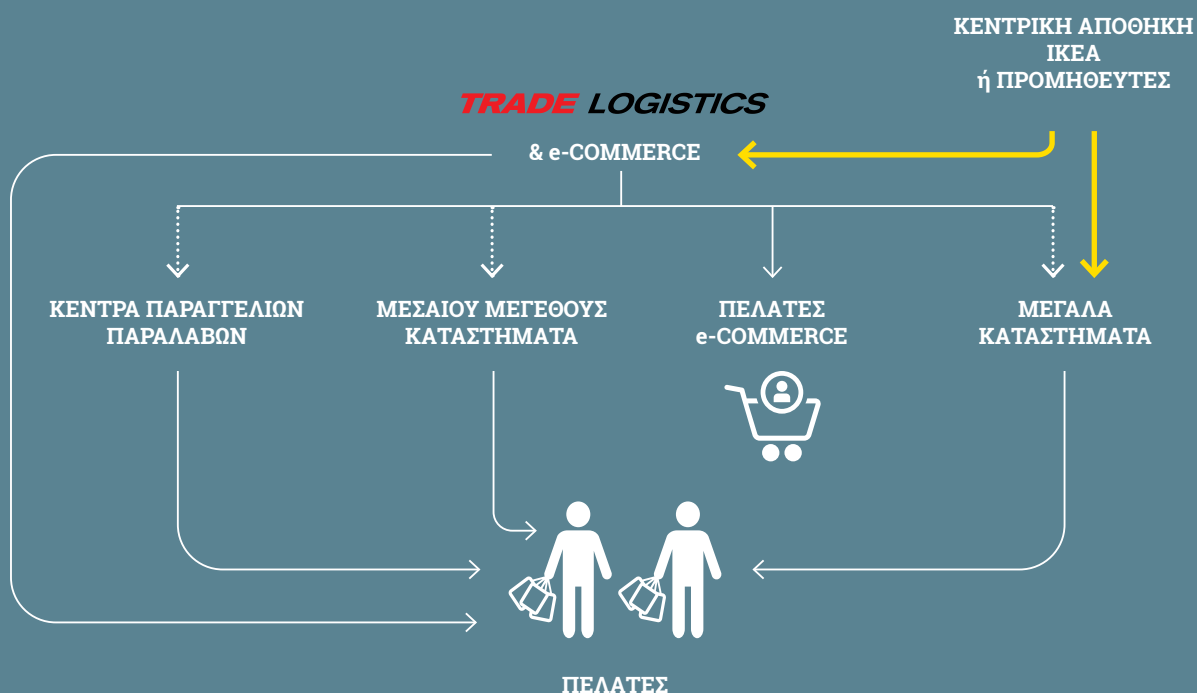 ΚΕΝΤΡΙΚΗ ΑΠΟΘΗΚΗ
ΙΚΕΑ
ή ΠΡΟΜΗΘΕΥΤΕΣ
TRADE LOGISTICS
& e-COMMERCE
ΚΕΝΤΡΑ ΠΑΡΑΓΓΕΛΙΩΝ
ΠΑΡΑΛΑΒΩΝ
ΜΕΣΑΙΟΥ ΜΕΓΕΘΟΥΣ
ΚΑΤΑΣΤΗΜΑΤΑ
ΠΕΛΑΤΕΣ
e-COMMERCE
ΜΕΓΑΛΑ
ΚΑΤΑΣΤΗΜΑΤΑ
ΠΕΛΑΤΕΣ